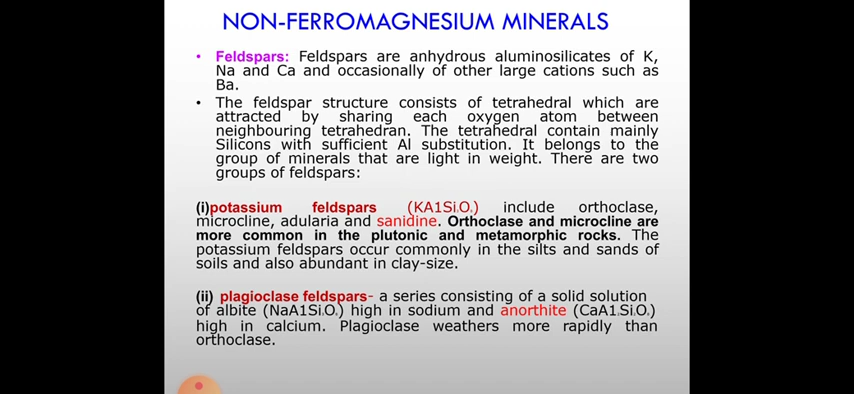 NON-FERROMAGNESIUM MINERALS
• Feldspars: Feldspars are anhydrous aluminosilicates of K,
Na and Ca and occasionally of other large cations such as
Ba.
• The feldspar structure consists of tetrahedral which are
attracted by sharing each oxygen atom between
neighbouring tetrahedran. The tetrahedral contain mainly
Silicons with sufficient Al substitution. It belongs to the
group of minerals that are light in weight. There are two
groups of feldspars:
(i)potassium feldspars (KA1Si₃O₈) include orthoclase,
microcline, adularia and sanidine. Orthoclase and microcline are
more common in the plutonic and metamorphic rocks. The
potassium feldspars occur commonly in the silts and sands of
soils and also abundant in clay-size.
(ii) plagioclase feldspars- a series consisting of a solid solution
of albite (NaA1Si₃O₈) high in sodium and anorthite (CaA1₂Si₂O₈)
high in calcium. Plagioclase weathers more rapidly than
orthoclase.